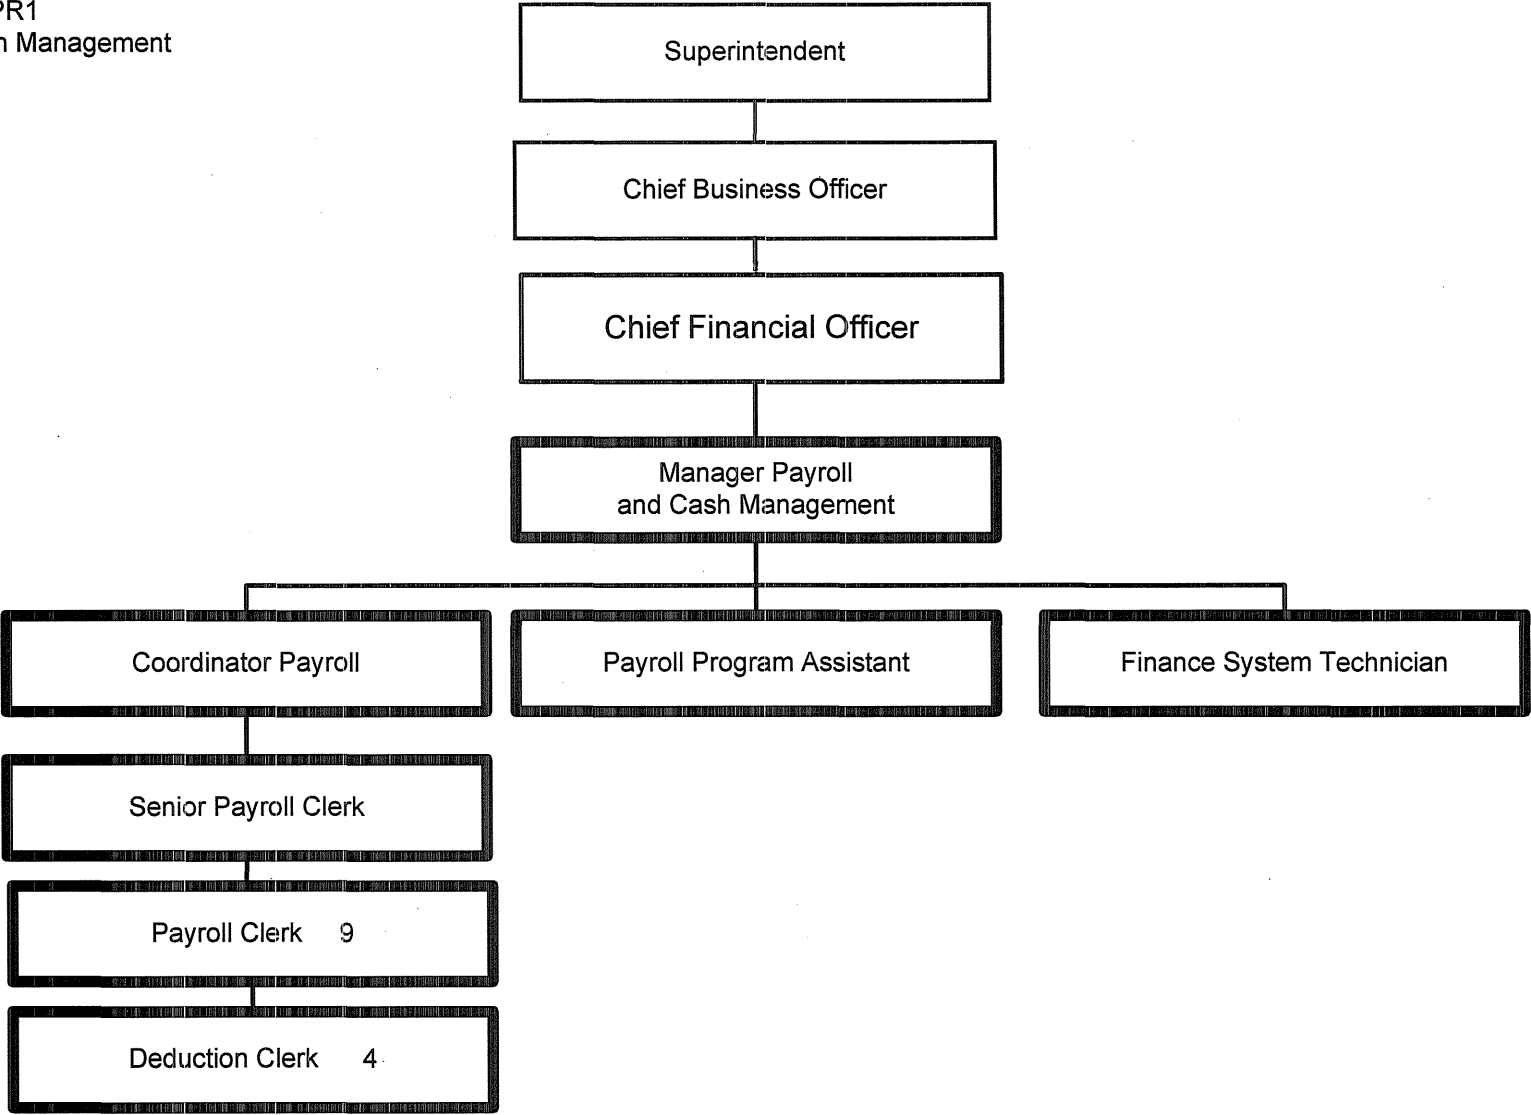 PR1
Management
Superintendent
Chief Business Officer
Chief Financial Officer
Manager Payroll
and Cash Management
Coordinator Payroll
Payroll Program Assistant
Finance System Technician
Senior Payroll Clerk
Payroll Clerk 9
Deduction Clerk 4